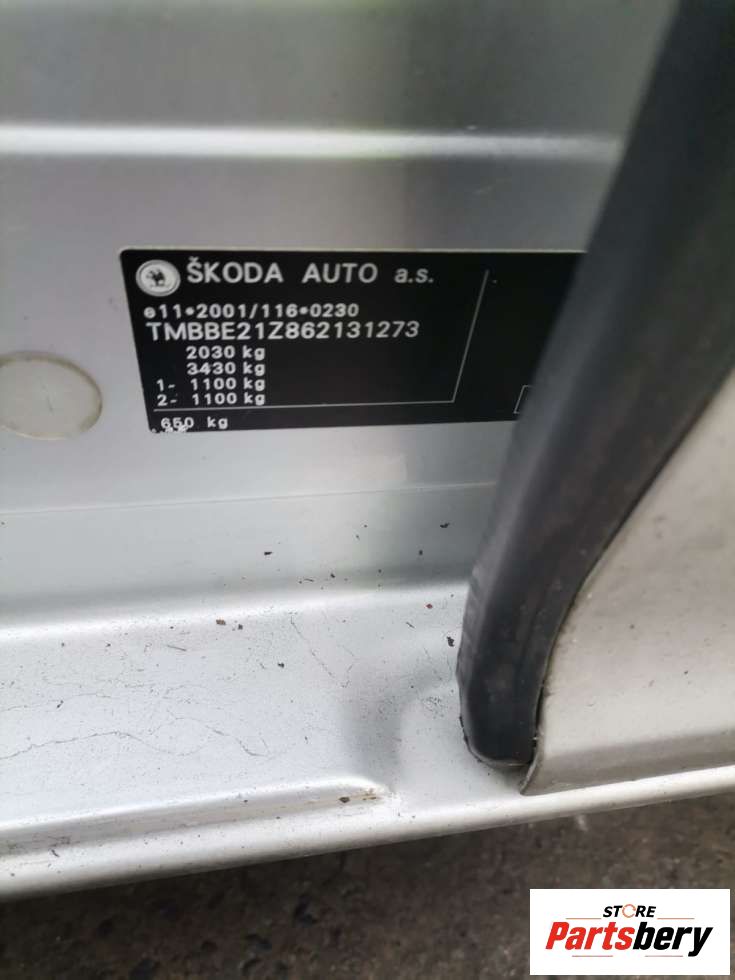 ŠKODA AUTO a.s.
e11*2001/116*0230
TMBBE21Z862131273
2030 kg
3430 kg
1- 1100 kg
2- 1100 kg
650 kg
STORE
Partsbery